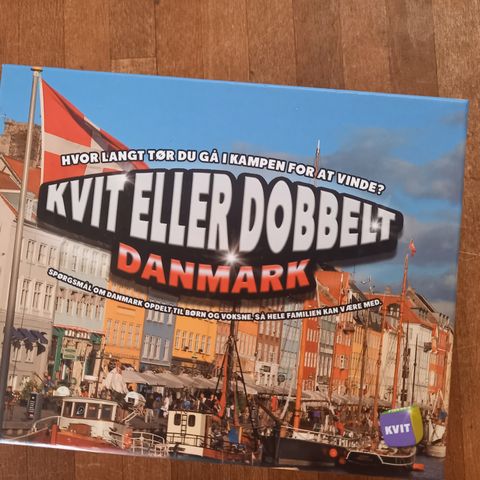 HVOR LANGT TØR DU GÅ I KAMPEN FOR AT VINDE?
KVIT ELLER DOBBELT
DANMARK
SPØRGSMÅL OM DANMARK OPDELT TIL BØRN OG VOKSNE, SÅ HELE FAMILIEN KAN VÆRE MED.
KVIT